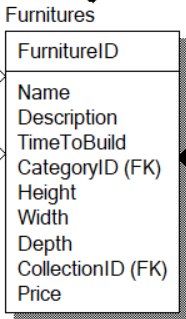 Furnitures
FurnitureID
Name
Description
TimeToBuild
CategoryID (FK)
Height
Width
Depth
CollectionID (FK)
Price